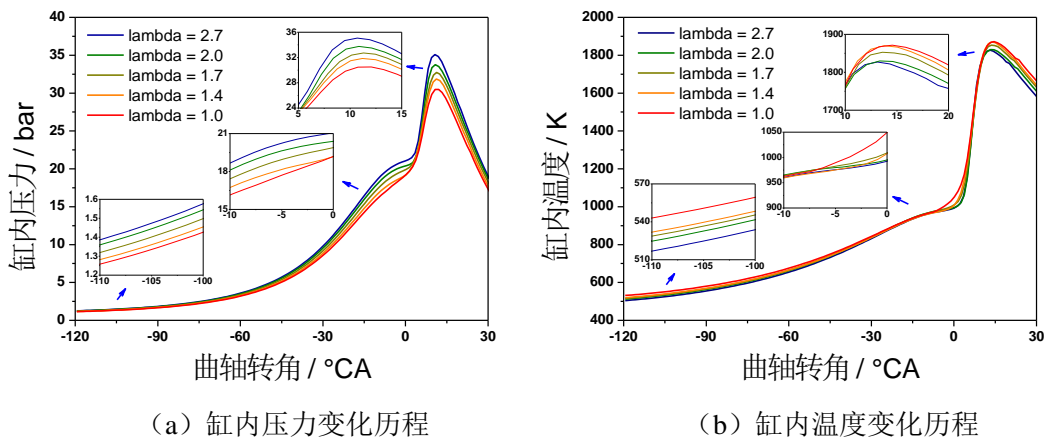 40
35
30
25
20
15
10
5
0
缸内压力 / bar
lambda = 2.7
lambda = 2.0
lambda = 1.7
lambda = 1.4
lambda = 1.0
36
32
28
24
5 10 15
21
19
17
15
-10 -5 0
1.6
1.5
1.4
1.3
1.2
-110 -105 -100
-120 -90 -60 -30 0 30
曲轴转角 / °CA
(a)缸内压力变化历程
2000
1800
1600
1400
1200
1000
800
600
400
缸内温度 / K
lambda = 2.7
lambda = 2.0
lambda = 1.7
lambda = 1.4
lambda = 1.0
1900
1800
1700
10 15 20
1050
1000
950
900
-10 -5 0
570
540
510
-110 -105 -100
-120 -90 -60 -30 0 30
曲轴转角 / °CA
(b)缸内温度变化历程